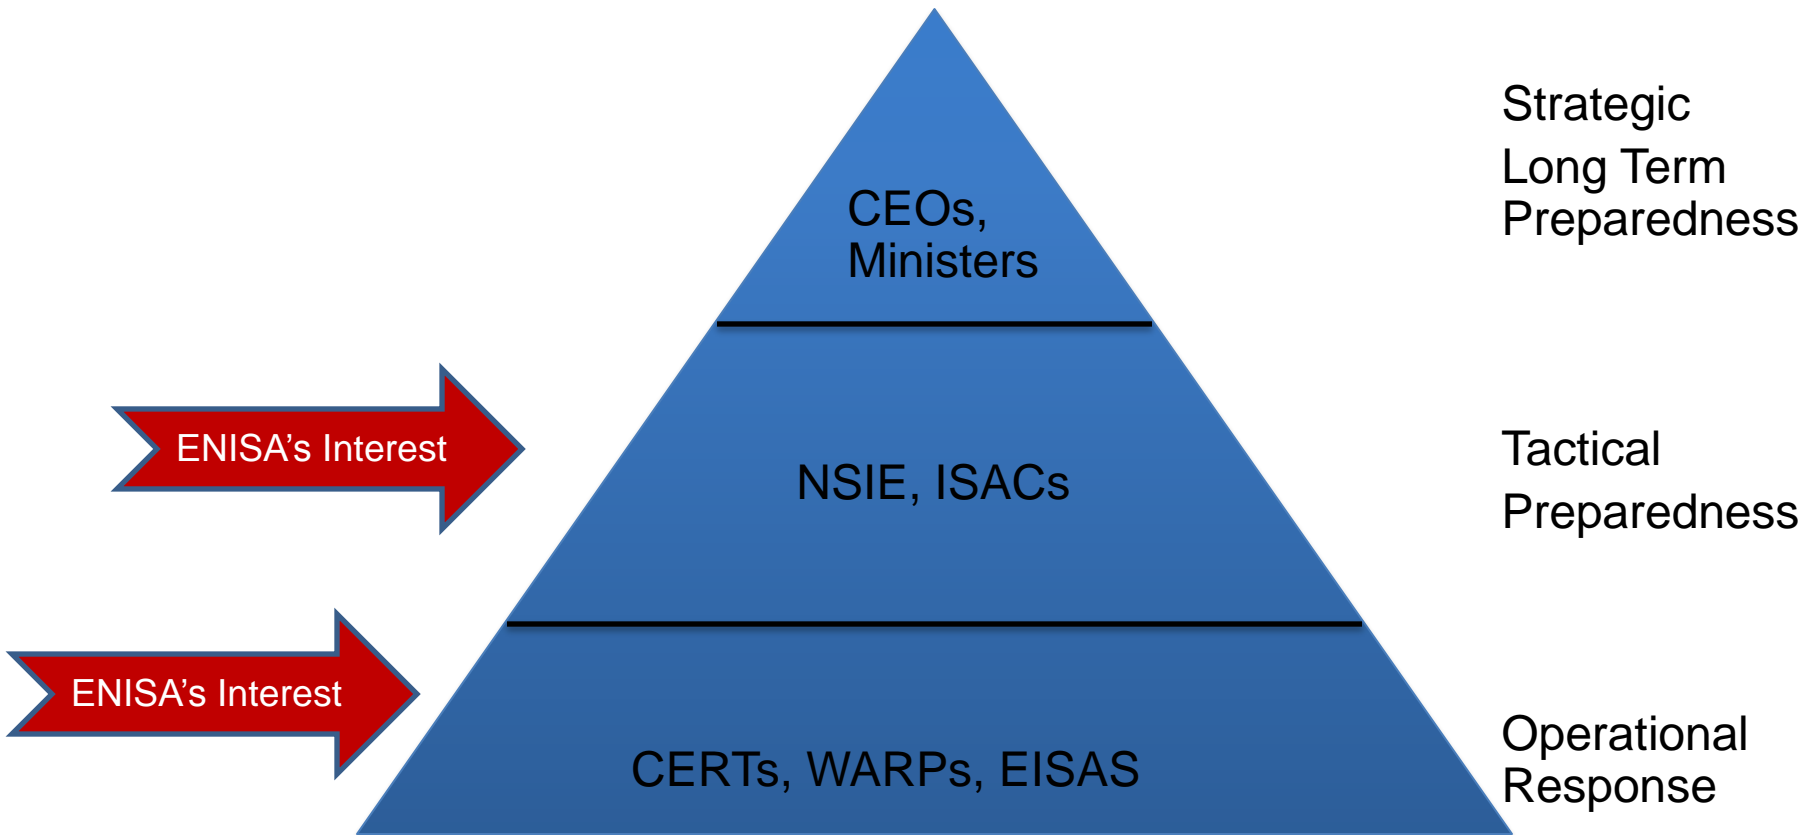 Strategic
Long Term
Preparedness
CEOs,
Ministers
ENISA’s Interest
NSIE, ISACs
Tactical
Preparedness
ENISA’s Interest
CERTs, WARPs, EISAS
Operational
Response